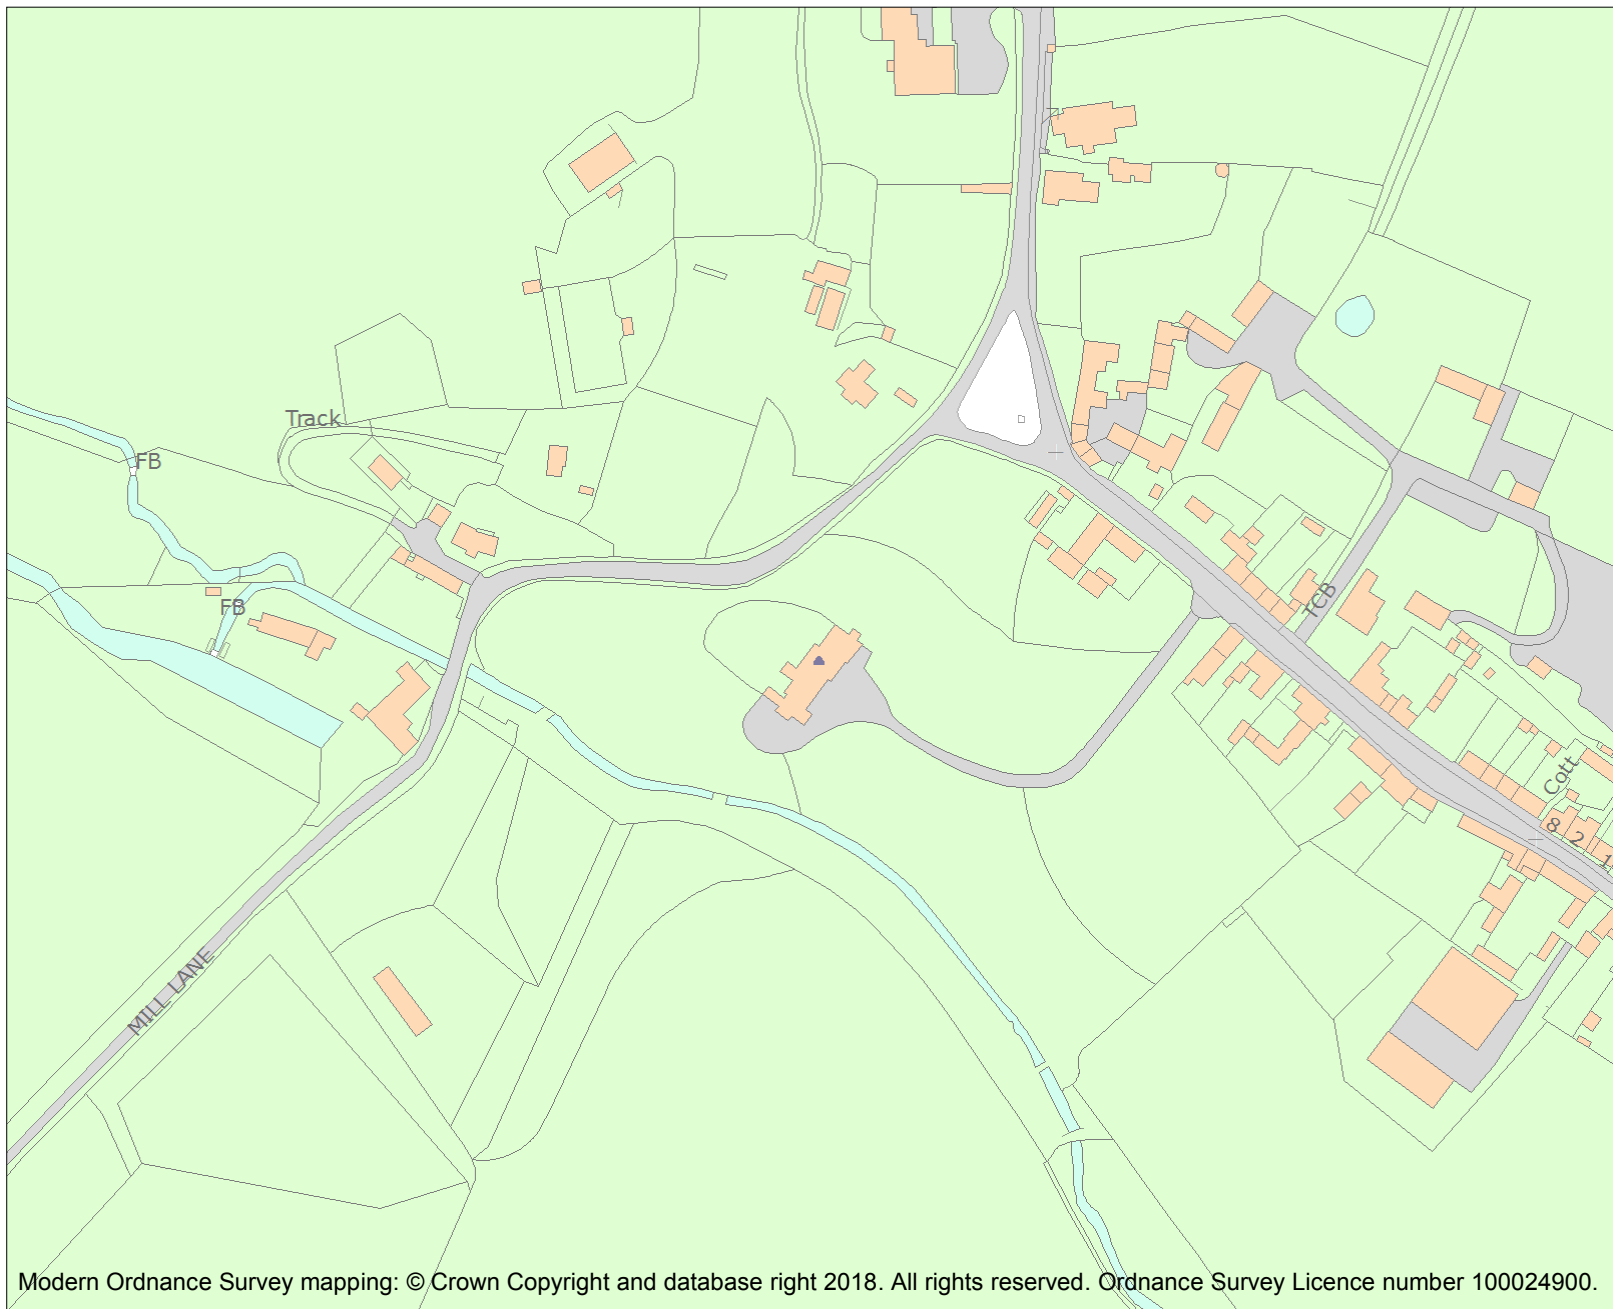 Track
FB
FB
TCB
Cott
8
2
1
MILL LANE
Modern Ordnance Survey mapping: © Crown Copyright and database right 2018. All rights reserved. Ordnance Survey Licence number 100024900.